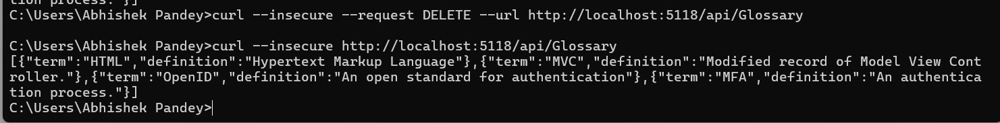 tion process."}]
C:\Users\Abhishek Pandey>curl --insecure --request DELETE --url http://localhost:5118/api/Glossary
C:\Users\Abhishek Pandey>curl --insecure http://localhost:5118/api/Glossary
[{"term":"HTML","definition":"Hypertext Markup Language"},{"term":"MVC","definition":"Modified record of Model View Cont
roller."},{"term":"OpenID","definition":"An open standard for authentication"},{"term":"MFA","definition":"An authentica
tion process."}]
C:\Users\Abhishek Pandey>